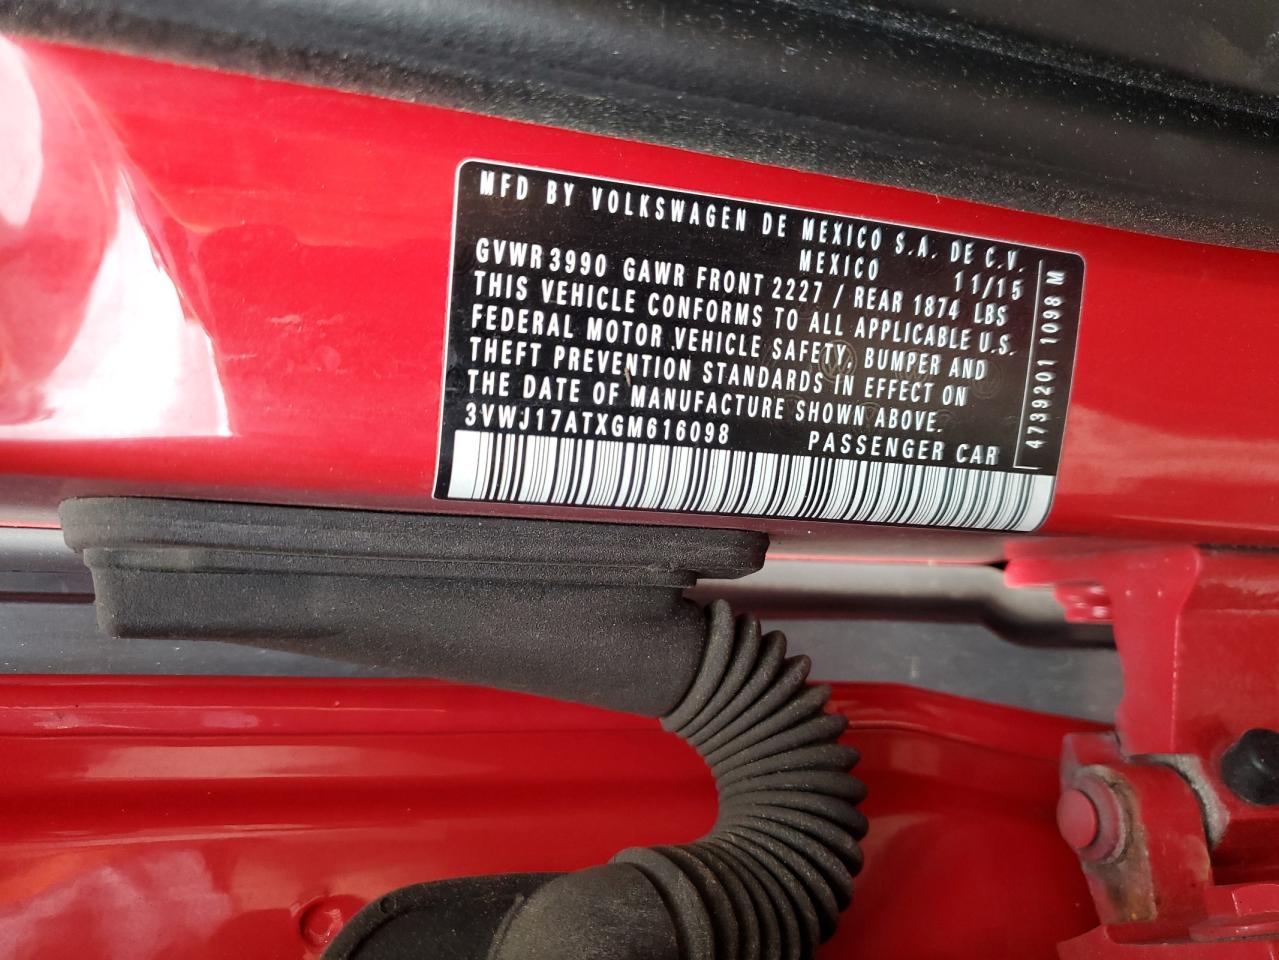 MFD BY VOLKSWAGEN DE MEXICO S.A. DE C.V.
MEXICO 11/15
GVWR 3990 GAWR FRONT 2227 / REAR 1874 LBS
THIS VEHICLE CONFORMS TO ALL APPLICABLE U.S.
FEDERAL MOTOR VEHICLE SAFETY, BUMPER AND
THEFT PREVENTION STANDARDS IN EFFECT ON
THE DATE OF MANUFACTURE SHOWN ABOVE.
3VWJ17ATXGM616098 PASSENGER CAR
4739201 1098 M